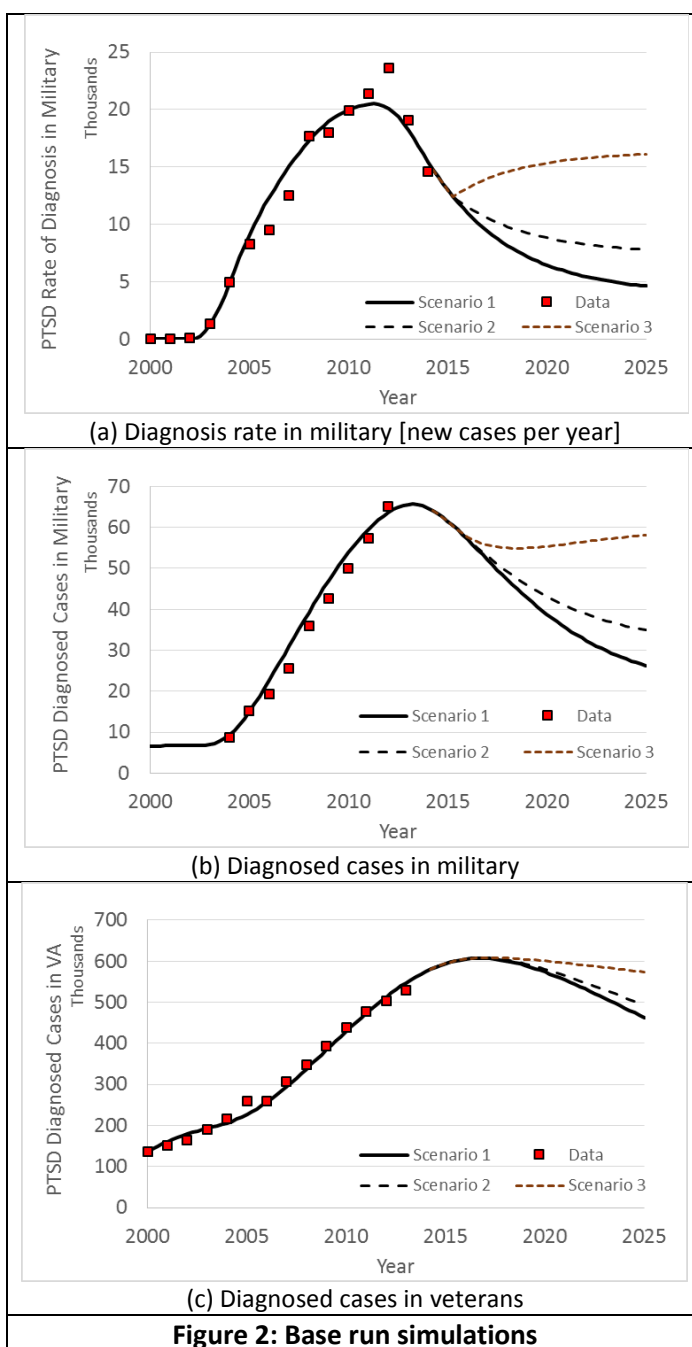 PTSD Rate of Diagnosis in Military
Thousands
25
20
15
10
5
0
2000 2005 2010 2015 2020 2025
Year
Scenario 1 Data
Scenario 2 Scenario 3
(a) Diagnosis rate in military [new cases per year]
PTSD Diagnosed Cases in Military
Thousands
70
60
50
40
30
20
10
0
2000 2005 2010 2015 2020 2025
Year
Scenario 1 Data
Scenario 2 Scenario 3
(b) Diagnosed cases in military
PTSD Diagnosed Cases in VA
Thousands
700
600
500
400
300
200
100
0
2000 2005 2010 2015 2020 2025
Year
Scenario 1 Data
Scenario 2 Scenario 3
(c) Diagnosed cases in veterans
Figure 2: Base run simulations